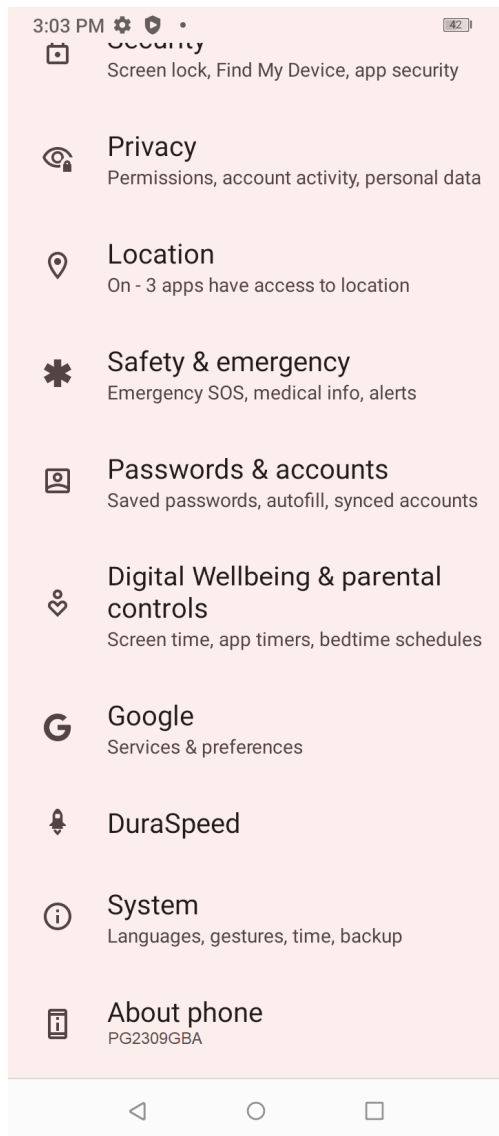 3:03 PM
42
Security
Screen lock, Find My Device, app security
Privacy
Permissions, account activity, personal data
Location
On - 3 apps have access to location
Safety & emergency
Emergency SOS, medical info, alerts
Passwords & accounts
Saved passwords, autofill, synced accounts
Digital Wellbeing & parental
controls
Screen time, app timers, bedtime schedules
Google
Services & preferences
DuraSpeed
System
Languages, gestures, time, backup
About phone
PG2309GBA